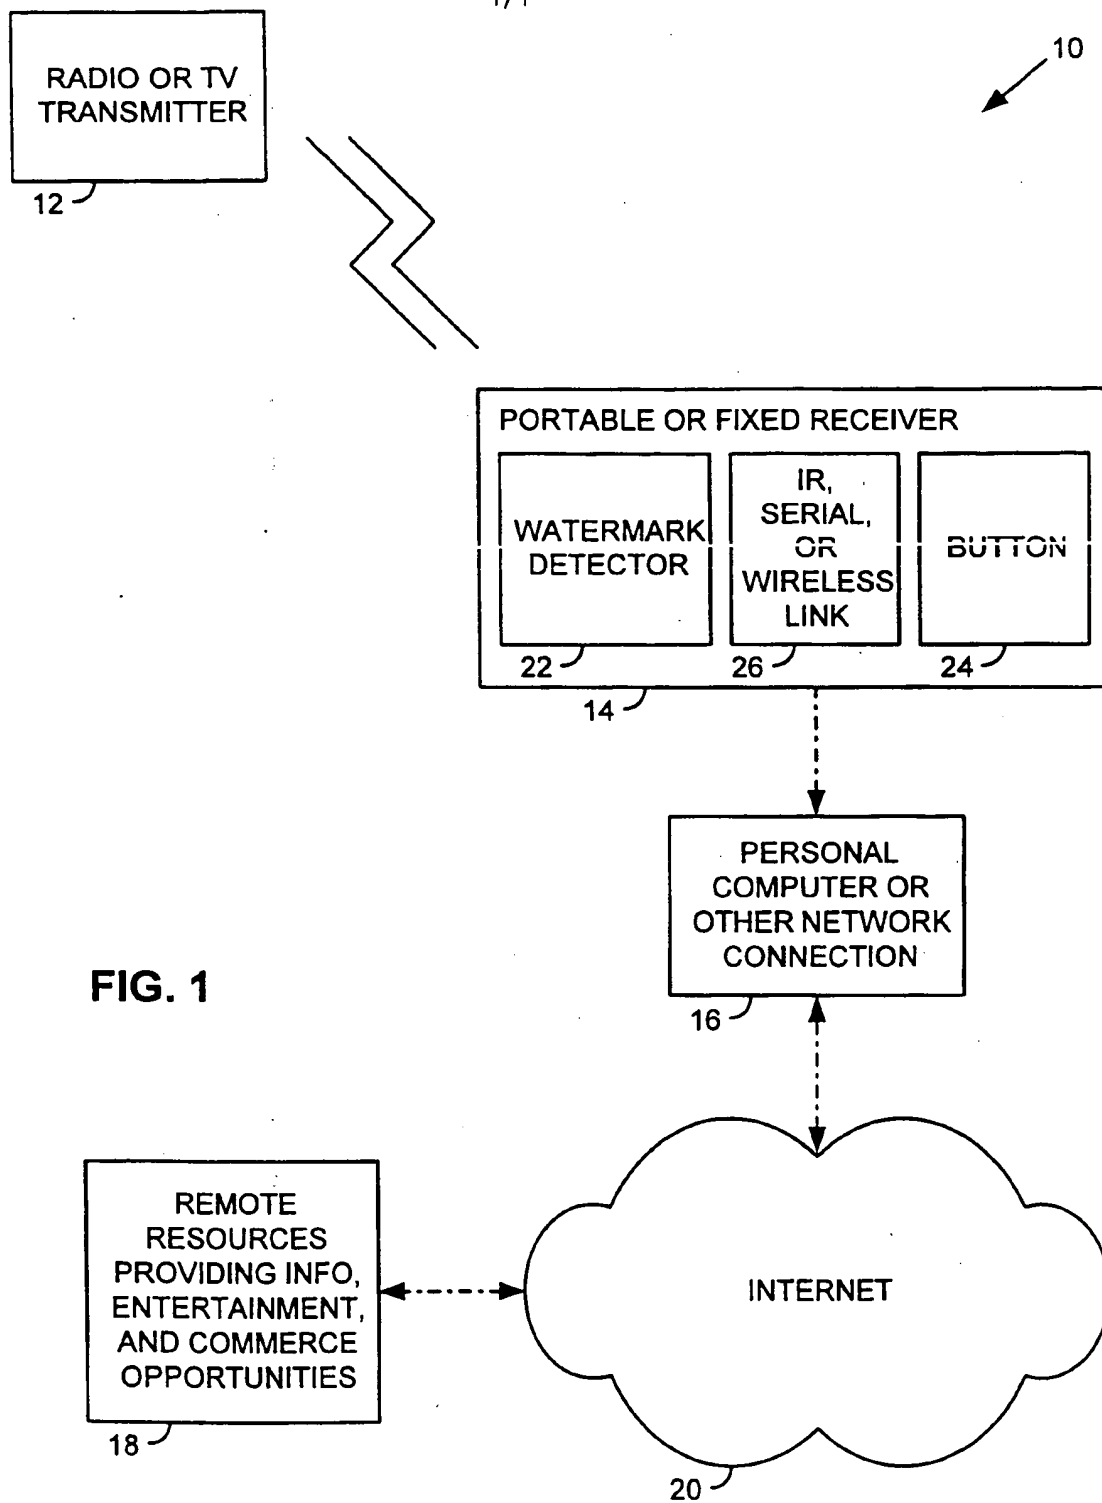 10
RADIO OR TV
TRANSMITTER
12
PORTABLE OR FIXED RECEIVER
WATERMARK
DETECTOR
22
IR,
SERIAL,
OR
WIRELESS
LINK
26
BUTTON
24
14
PERSONAL
COMPUTER OR
OTHER NETWORK
CONNECTION
16
FIG. 1
REMOTE
RESOURCES
PROVIDING INFO,
ENTERTAINMENT,
AND COMMERCE
OPPORTUNITIES
18
INTERNET
20